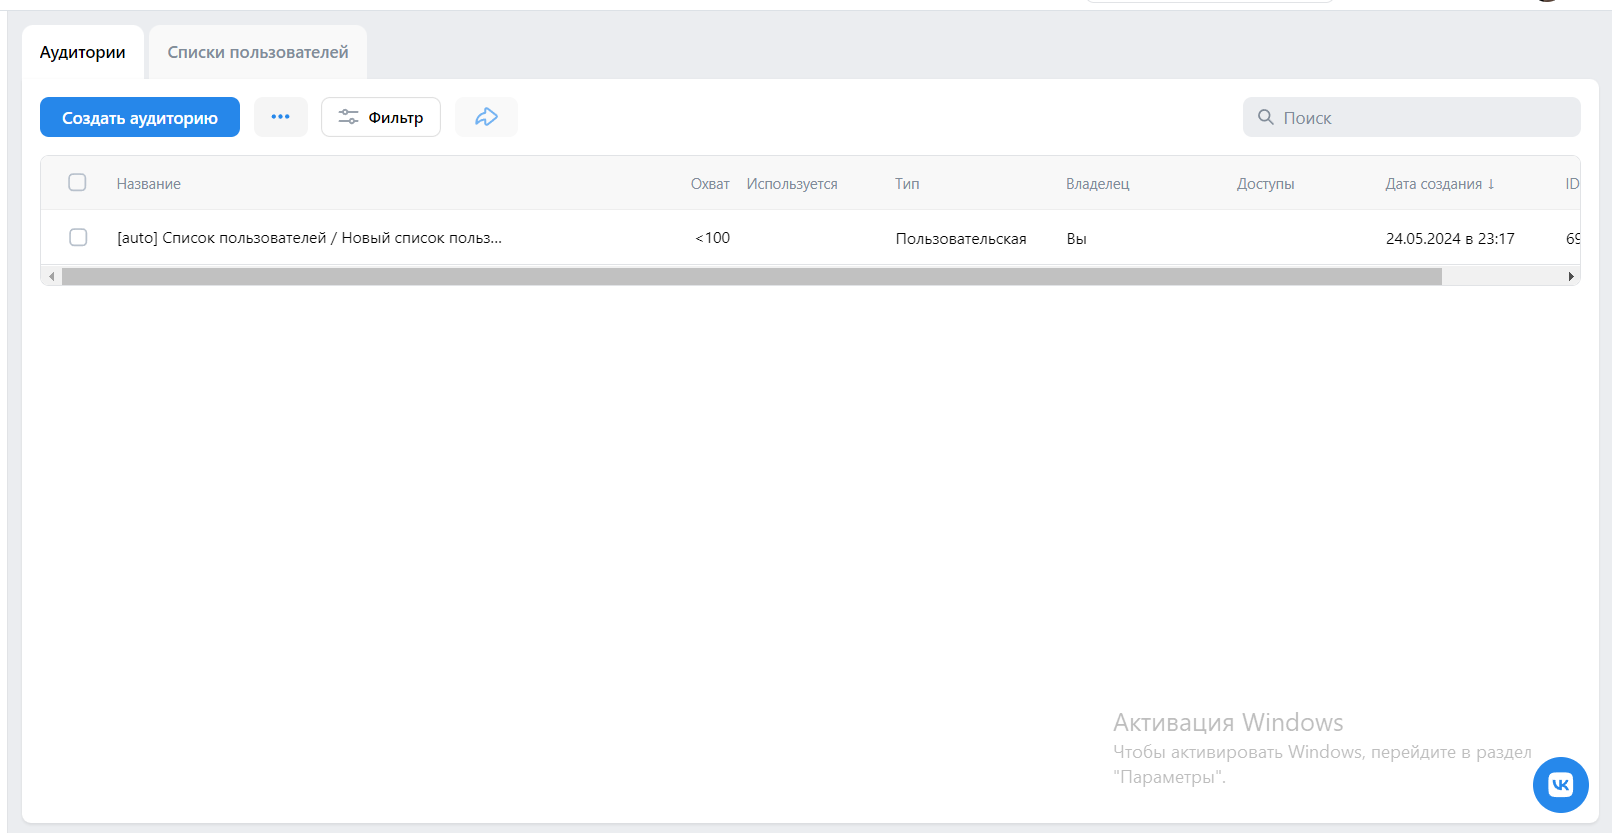 Аудитории Списки пользователей
Создать аудиторию ••• Фильтр Поиск
Название Охват Используется Тип Владелец Доступы Дата создания ↓ ID
[auto] Список пользователей / Новый список польз... <100 Пользовательская Вы 24.05.2024 в 23:17 69
Активация Windows
Чтобы активировать Windows, перейдите в раздел
"Параметры".